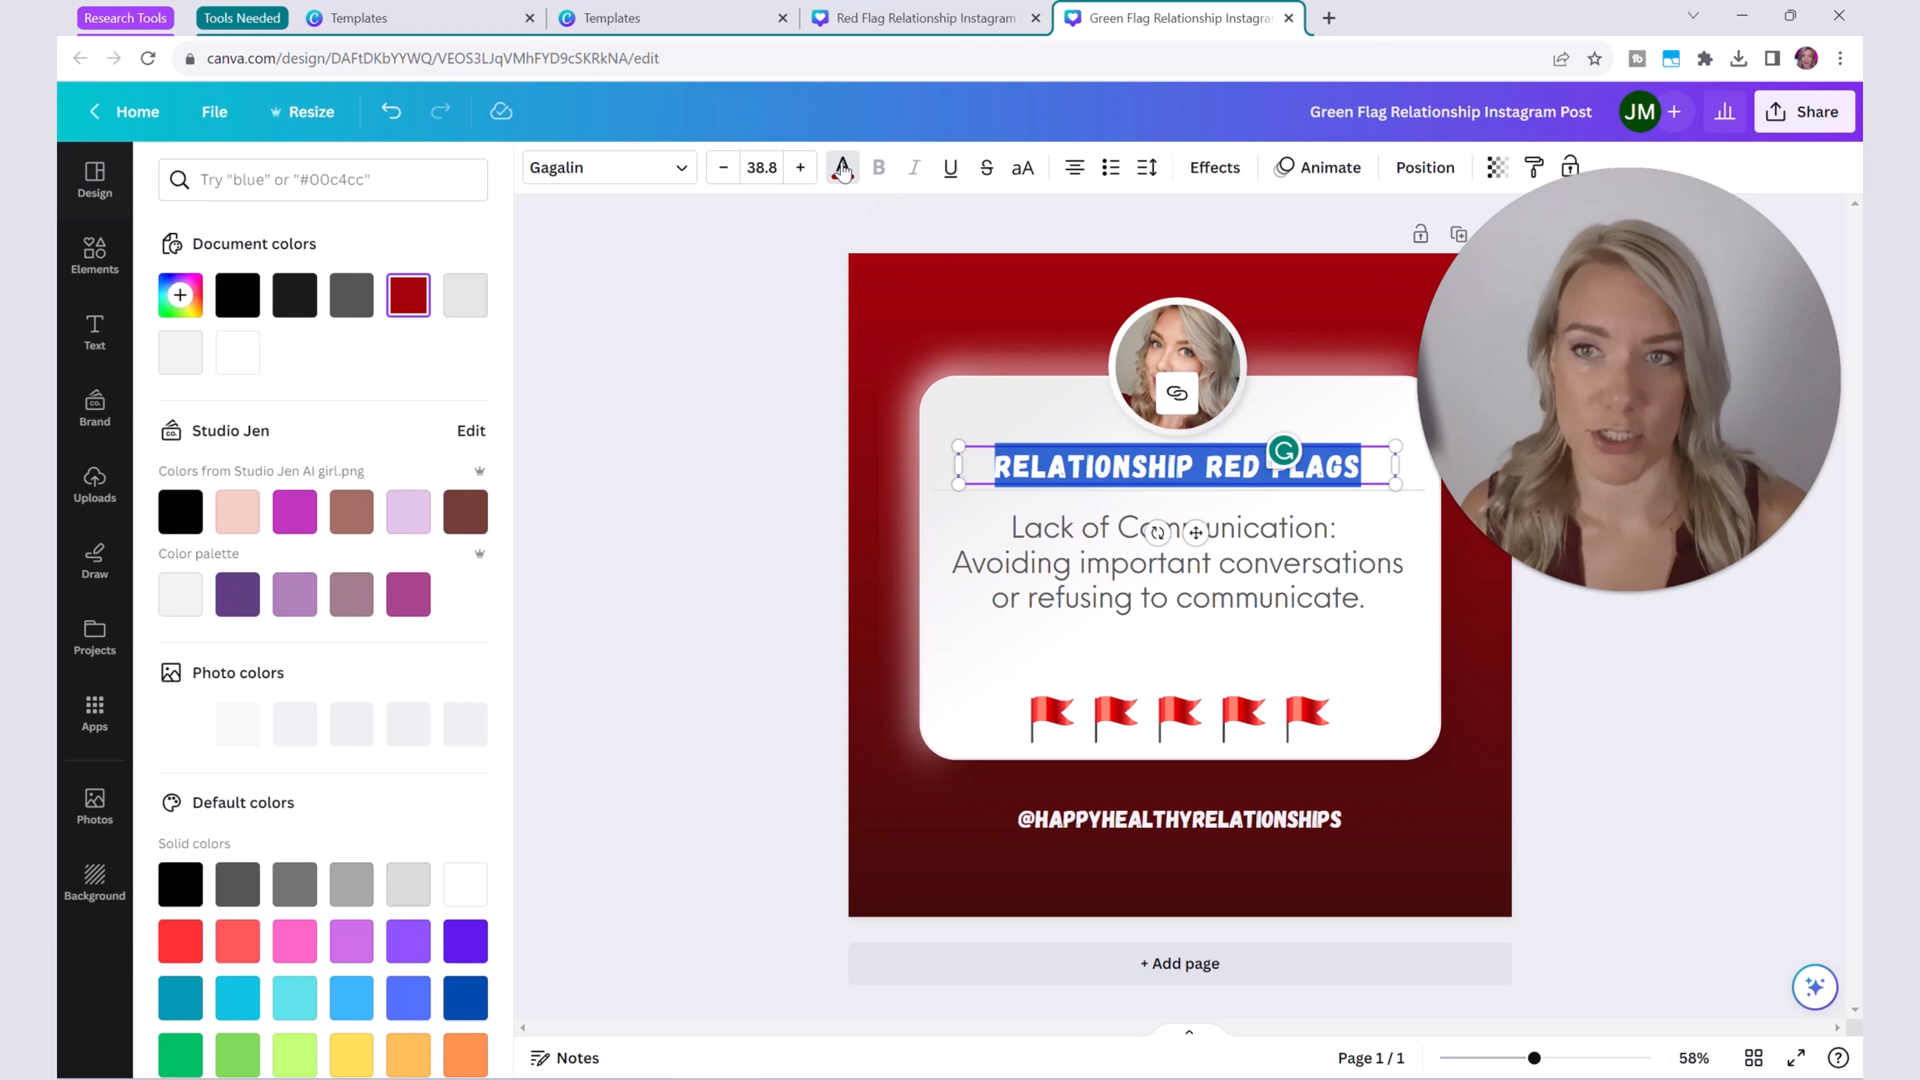 Research Tools
Tools Needed
Templates
Templates
Red Flag Relationship Instagram
Green Flag Relationship Instagra
canva.com/design/DAFtDKbYYWQ/VEOS3LJqVMhFYD9cSKRkNA/edit
Home
File
Resize
Green Flag Relationship Instagram Post
JM
Share
Gagalin
38.8
A
B
I
U
S
aA
Effects
Animate
Position
Design
Elements
Text
Brand
Uploads
Draw
Projects
Apps
Photos
Background
Try "blue" or "#00c4cc"
Document colors
Studio Jen
Edit
Colors from Studio Jen AI girl.png
Color palette
Photo colors
Default colors
Solid colors
RELATIONSHIP RED FLAGS
Lack of Communication:
Avoiding important conversations
or refusing to communicate.
@HAPPYHEALTHYRELATIONSHIPS
+ Add page
Notes
Page 1 / 1
58%